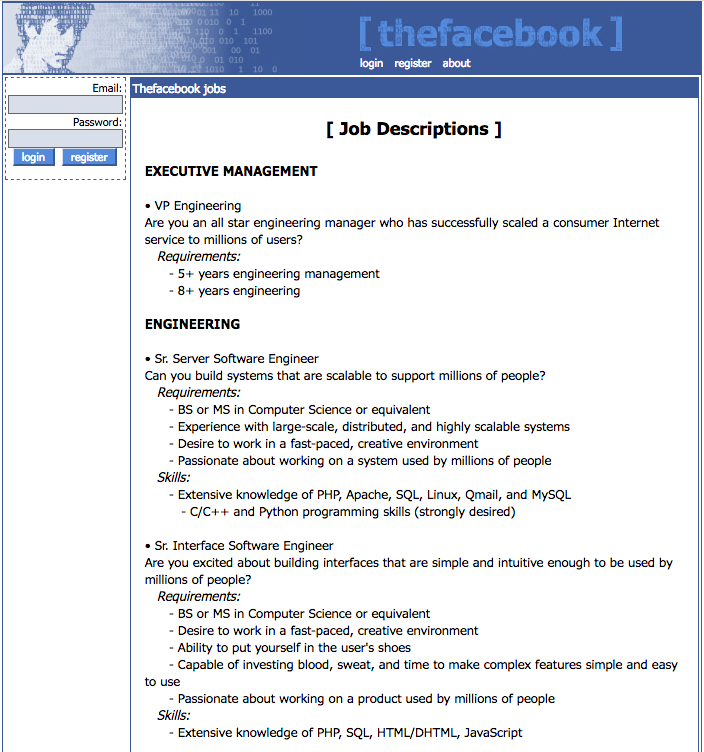 [ thefacebook ]
login register about
Email:
Password:
login register
Thefacebook jobs
[ Job Descriptions ]
EXECUTIVE MANAGEMENT
• VP Engineering
Are you an all star engineering manager who has successfully scaled a consumer Internet
service to millions of users?
Requirements:
- 5+ years engineering management
- 8+ years engineering
ENGINEERING
• Sr. Server Software Engineer
Can you build systems that are scalable to support millions of people?
Requirements:
- BS or MS in Computer Science or equivalent
- Experience with large-scale, distributed, and highly scalable systems
- Desire to work in a fast-paced, creative environment
- Passionate about working on a system used by millions of people
Skills:
- Extensive knowledge of PHP, Apache, SQL, Linux, Qmail, and MySQL
- C/C++ and Python programming skills (strongly desired)
• Sr. Interface Software Engineer
Are you excited about building interfaces that are simple and intuitive enough to be used by
millions of people?
Requirements:
- BS or MS in Computer Science or equivalent
- Desire to work in a fast-paced, creative environment
- Ability to put yourself in the user's shoes
- Capable of investing blood, sweat, and time to make complex features simple and easy
to use
- Passionate about working on a product used by millions of people
Skills:
- Extensive knowledge of PHP, SQL, HTML/DHTML, JavaScript